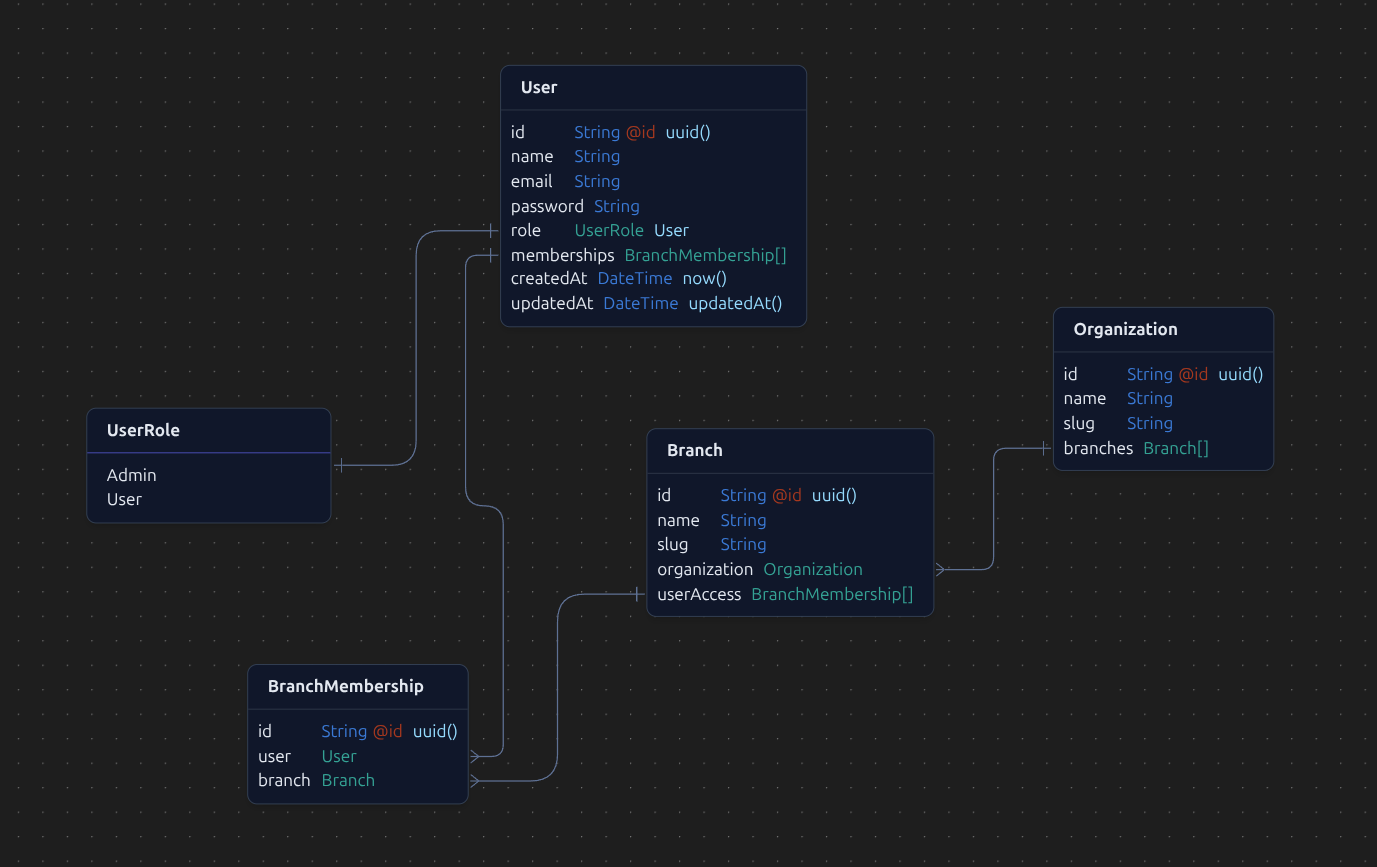 User
id String @id uuid()
name String
email String
password String
role UserRole User
memberships BranchMembership[]
createdAt DateTime now()
updatedAt DateTime updatedAt()
Organization
id String @id uuid()
name String
slug String
branches Branch[]
UserRole
Admin
User
Branch
id String @id uuid()
name String
slug String
organization Organization
userAccess BranchMembership[]
BranchMembership
id String @id uuid()
user User
branch Branch